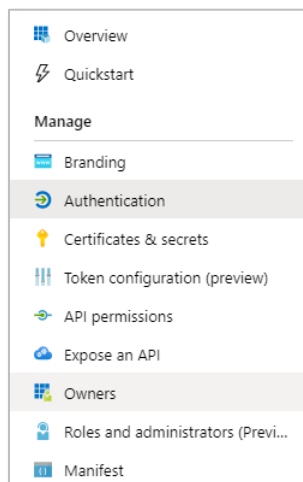 Overview
Quickstart
Manage
Branding
Authentication
Certificates & secrets
Token configuration (preview)
API permissions
Expose an API
Owners
Roles and administrators (Previ...
Manifest